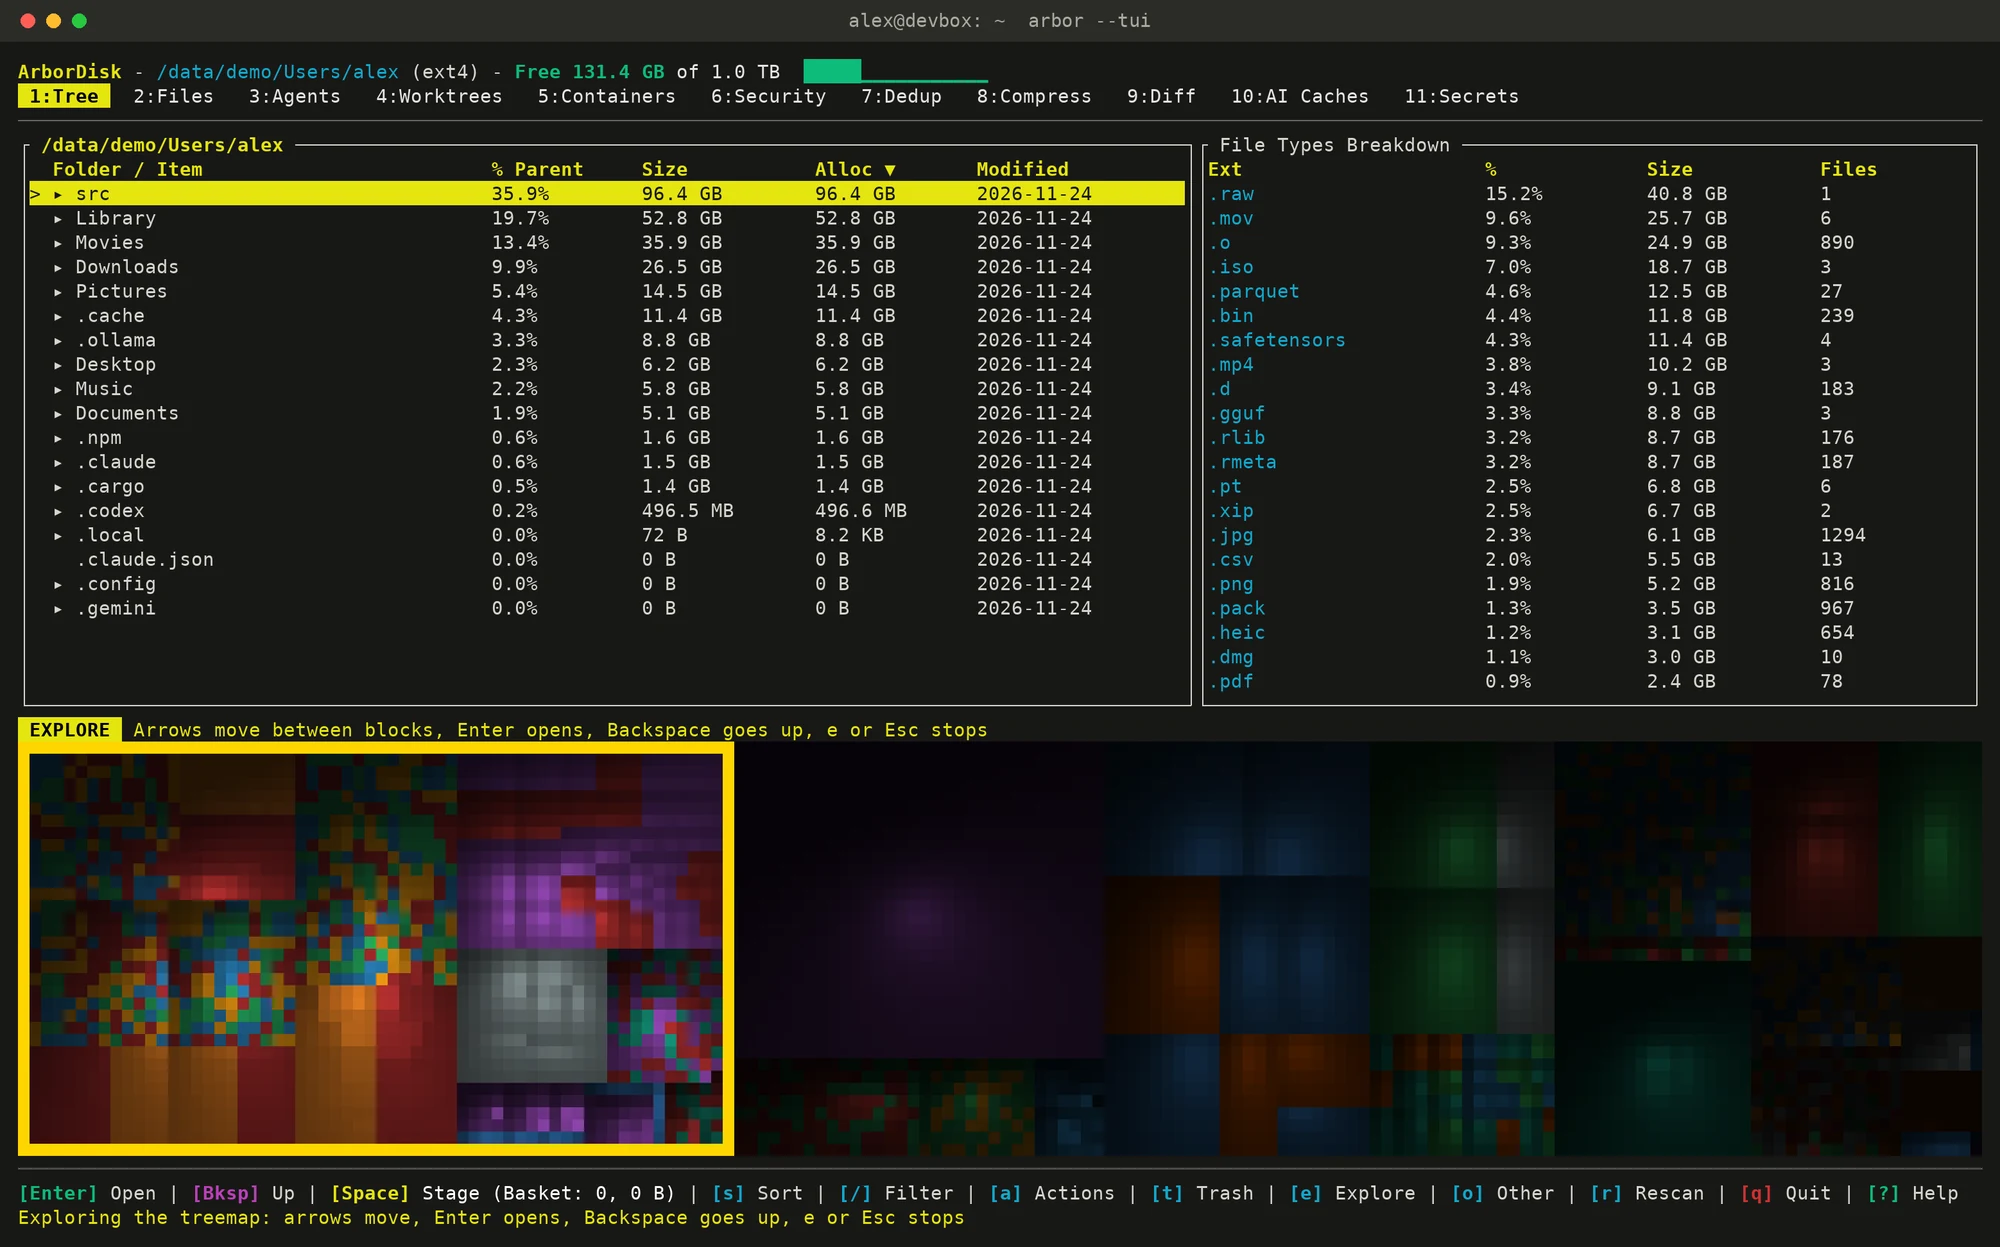 alex@devbox: ~  arbor --tui
ArborDisk - /data/demo/Users/alex (ext4) - Free 131.4 GB of 1.0 TB
1:Tree  2:Files  3:Agents  4:Worktrees  5:Containers  6:Security  7:Dedup  8:Compress  9:Diff  10:AI Caches  11:Secrets
/data/demo/Users/alex
Folder / Item  % Parent  Size  Alloc ▼  Modified
> ▸ src  35.9%  96.4 GB  96.4 GB  2026-11-24
▸ Library  19.7%  52.8 GB  52.8 GB  2026-11-24
▸ Movies  13.4%  35.9 GB  35.9 GB  2026-11-24
▸ Downloads  9.9%  26.5 GB  26.5 GB  2026-11-24
▸ Pictures  5.4%  14.5 GB  14.5 GB  2026-11-24
▸ .cache  4.3%  11.4 GB  11.4 GB  2026-11-24
▸ .ollama  3.3%  8.8 GB  8.8 GB  2026-11-24
▸ Desktop  2.3%  6.2 GB  6.2 GB  2026-11-24
▸ Music  2.2%  5.8 GB  5.8 GB  2026-11-24
▸ Documents  1.9%  5.1 GB  5.1 GB  2026-11-24
▸ .npm  0.6%  1.6 GB  1.6 GB  2026-11-24
▸ .claude  0.6%  1.5 GB  1.5 GB  2026-11-24
▸ .cargo  0.5%  1.4 GB  1.4 GB  2026-11-24
▸ .codex  0.2%  496.5 MB  496.6 MB  2026-11-24
▸ .local  0.0%  72 B  8.2 KB  2026-11-24
.claude.json  0.0%  0 B  0 B  2026-11-24
▸ .config  0.0%  0 B  0 B  2026-11-24
▸ .gemini  0.0%  0 B  0 B  2026-11-24
File Types Breakdown
Ext  %  Size  Files
.raw  15.2%  40.8 GB  1
.mov  9.6%  25.7 GB  6
.o  9.3%  24.9 GB  890
.iso  7.0%  18.7 GB  3
.parquet  4.6%  12.5 GB  27
.bin  4.4%  11.8 GB  239
.safetensors  4.3%  11.4 GB  4
.mp4  3.8%  10.2 GB  3
.d  3.4%  9.1 GB  183
.gguf  3.3%  8.8 GB  3
.rlib  3.2%  8.7 GB  176
.rmeta  3.2%  8.7 GB  187
.pt  2.5%  6.8 GB  6
.xip  2.5%  6.7 GB  2
.jpg  2.3%  6.1 GB  1294
.csv  2.0%  5.5 GB  13
.png  1.9%  5.2 GB  816
.pack  1.3%  3.5 GB  967
.heic  1.2%  3.1 GB  654
.dmg  1.1%  3.0 GB  10
.pdf  0.9%  2.4 GB  78
EXPLORE  Arrows move between blocks, Enter opens, Backspace goes up, e or Esc stops
[Enter] Open | [Bksp] Up | [Space] Stage (Basket: 0, 0 B) | [s] Sort | [/] Filter | [a] Actions | [t] Trash | [e] Explore | [o] Other | [r] Rescan | [q] Quit | [?] Help
Exploring the treemap: arrows move, Enter opens, Backspace goes up, e or Esc stops